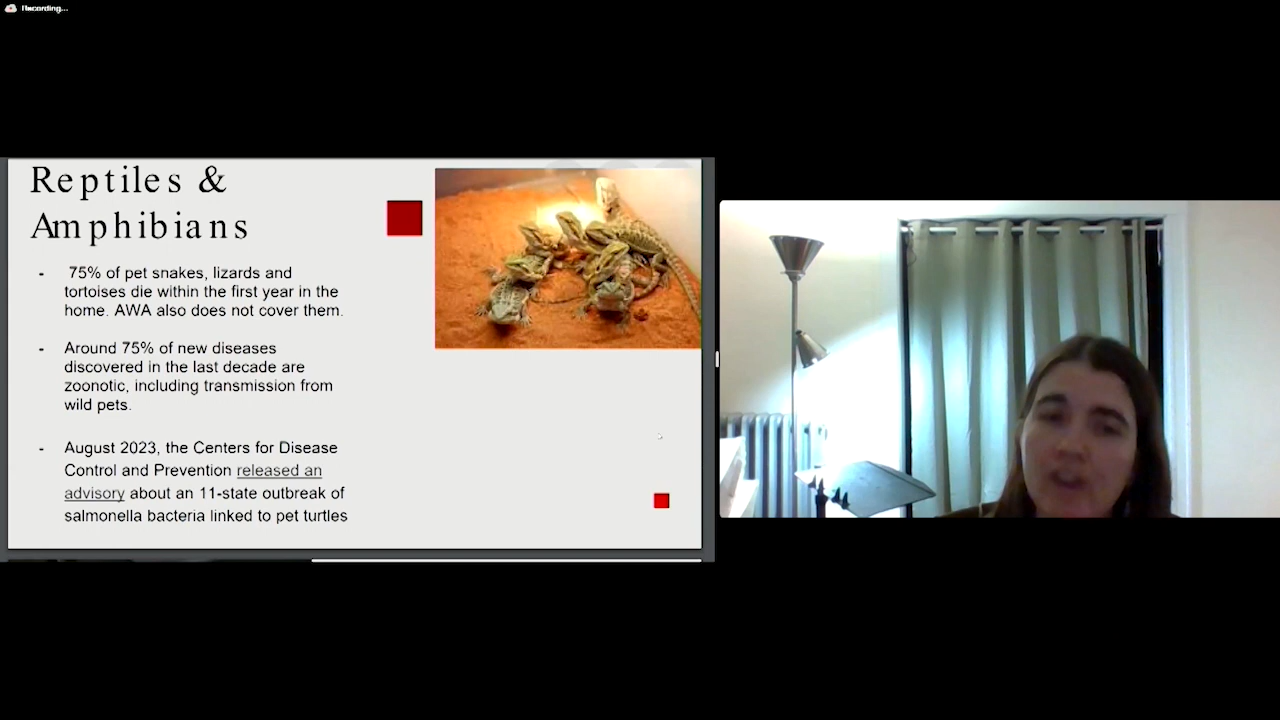 Recording...
Reptiles &
Amphibians
- 75% of pet snakes, lizards and
tortoises die within the first year in the
home. AWA also does not cover them.
- Around 75% of new diseases
discovered in the last decade are
zoonotic, including transmission from
wild pets.
- August 2023, the Centers for Disease
Control and Prevention released an
advisory about an 11-state outbreak of
salmonella bacteria linked to pet turtles